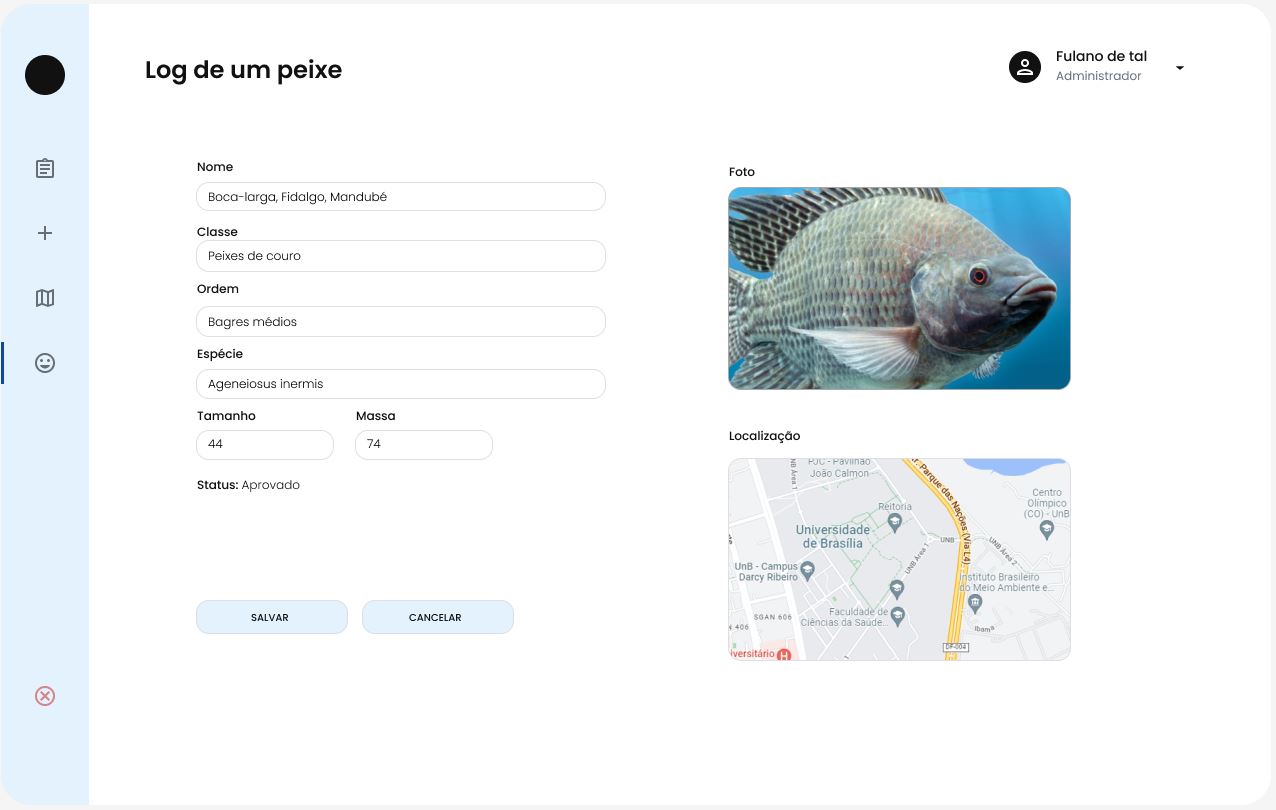 Log de um peixe
Fulano de tal
Administrador
Nome
Boca-larga, Fidalgo, Mandubé
Classe
Peixes de couro
Ordem
Bagres médios
Espécie
Ageneiosus inermis
Tamanho
Massa
44
74
Status: Aprovado
SALVAR
CANCELAR
Foto
Localização
PJC - Pavilhão
João Calmon
UNB Área 1
Parque das Nações (Via L4)
Centro
Olímpico
(CO) - UnB
Reitoria
Universidade
de Brasília
UNB
UNB Área 1
UNB Área 2
UnB - Campus
Darcy Ribeiro
Instituto Brasileiro
do Meio Ambiente e...
Faculdade de
Ciências da Saúde...
SGAN 606
406
Ibama
DF-004
iversitário
H